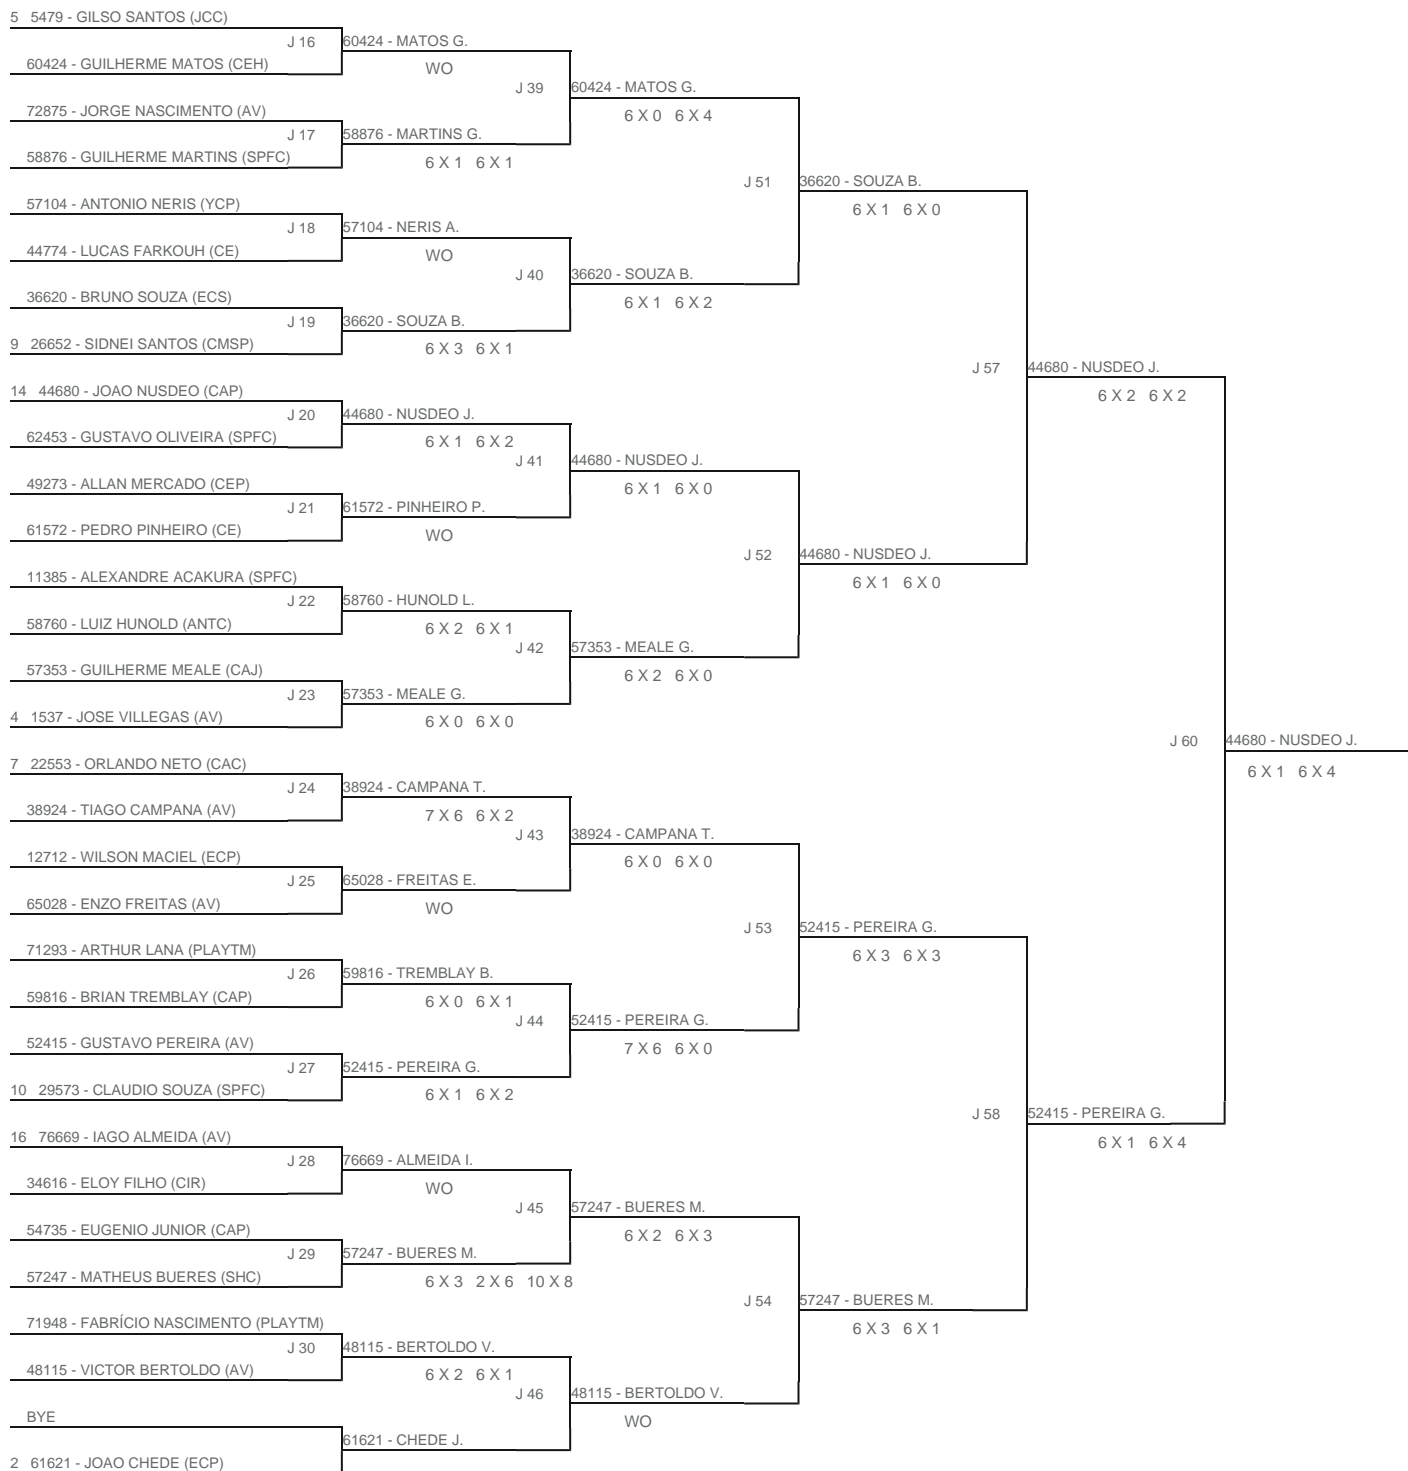 5 5479 - GILSO SANTOS (JCC)
J 16
60424 - MATOS G.
60424 - GUILHERME MATOS (CEH)
WO
J 39
60424 - MATOS G.
72875 - JORGE NASCIMENTO (AV)
6 X 0 6 X 4
J 17
58876 - MARTINS G.
58876 - GUILHERME MARTINS (SPFC)
6 X 1 6 X 1
J 51
36620 - SOUZA B.
57104 - ANTONIO NERIS (YCP)
6 X 1 6 X 0
J 18
57104 - NERIS A.
44774 - LUCAS FARKOUH (CE)
WO
J 40
36620 - SOUZA B.
36620 - BRUNO SOUZA (ECS)
6 X 1 6 X 2
J 19
36620 - SOUZA B.
9 26652 - SIDNEI SANTOS (CMSP)
6 X 3 6 X 1
J 57
44680 - NUSDEO J.
14 44680 - JOAO NUSDEO (CAP)
6 X 2 6 X 2
J 20
44680 - NUSDEO J.
62453 - GUSTAVO OLIVEIRA (SPFC)
6 X 1 6 X 2
J 41
44680 - NUSDEO J.
49273 - ALLAN MERCADO (CEP)
6 X 1 6 X 0
J 21
61572 - PINHEIRO P.
61572 - PEDRO PINHEIRO (CE)
WO
J 52
44680 - NUSDEO J.
11385 - ALEXANDRE ACAKURA (SPFC)
6 X 1 6 X 0
J 22
58760 - HUNOLD L.
58760 - LUIZ HUNOLD (ANTC)
6 X 2 6 X 1
J 42
57353 - MEALE G.
57353 - GUILHERME MEALE (CAJ)
6 X 2 6 X 0
J 23
57353 - MEALE G.
4 1537 - JOSE VILLEGAS (AV)
6 X 0 6 X 0
J 60
44680 - NUSDEO J.
7 22553 - ORLANDO NETO (CAC)
6 X 1 6 X 4
J 24
38924 - CAMPANA T.
38924 - TIAGO CAMPANA (AV)
7 X 6 6 X 2
J 43
38924 - CAMPANA T.
12712 - WILSON MACIEL (ECP)
6 X 0 6 X 0
J 25
65028 - FREITAS E.
65028 - ENZO FREITAS (AV)
WO
J 53
52415 - PEREIRA G.
71293 - ARTHUR LANA (PLAYTM)
6 X 3 6 X 3
J 26
59816 - TREMBLAY B.
59816 - BRIAN TREMBLAY (CAP)
6 X 0 6 X 1
J 44
52415 - PEREIRA G.
52415 - GUSTAVO PEREIRA (AV)
7 X 6 6 X 0
J 27
52415 - PEREIRA G.
10 29573 - CLAUDIO SOUZA (SPFC)
6 X 1 6 X 2
J 58
52415 - PEREIRA G.
16 76669 - IAGO ALMEIDA (AV)
6 X 1 6 X 4
J 28
76669 - ALMEIDA I.
34616 - ELOY FILHO (CIR)
WO
J 45
57247 - BUERES M.
54735 - EUGENIO JUNIOR (CAP)
6 X 2 6 X 3
J 29
57247 - BUERES M.
57247 - MATHEUS BUERES (SHC)
6 X 3 2 X 6 10 X 8
J 54
57247 - BUERES M.
71948 - FABRÍCIO NASCIMENTO (PLAYTM)
6 X 3 6 X 1
J 30
48115 - BERTOLDO V.
48115 - VICTOR BERTOLDO (AV)
6 X 2 6 X 1
J 46
48115 - BERTOLDO V.
BYE
WO
61621 - CHEDE J.
2 61621 - JOAO CHEDE (ECP)